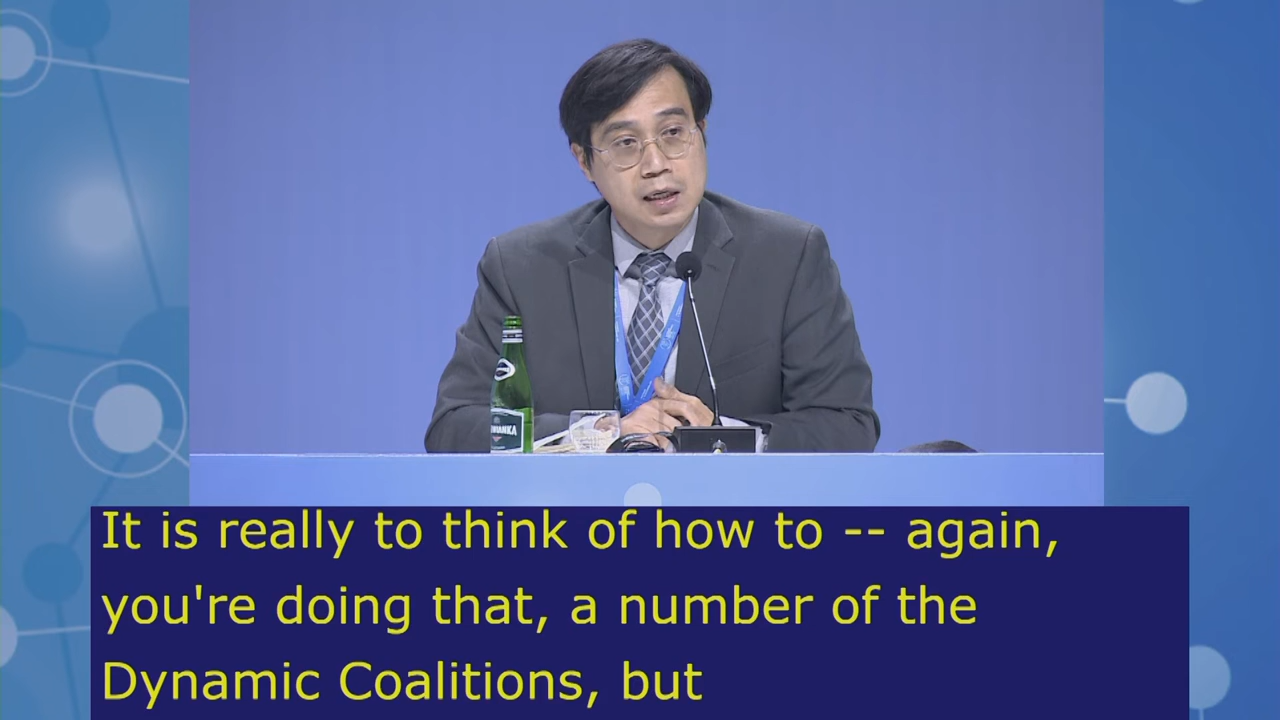 It is really to think of how to -- again,
you're doing that, a number of the
Dynamic Coalitions, but